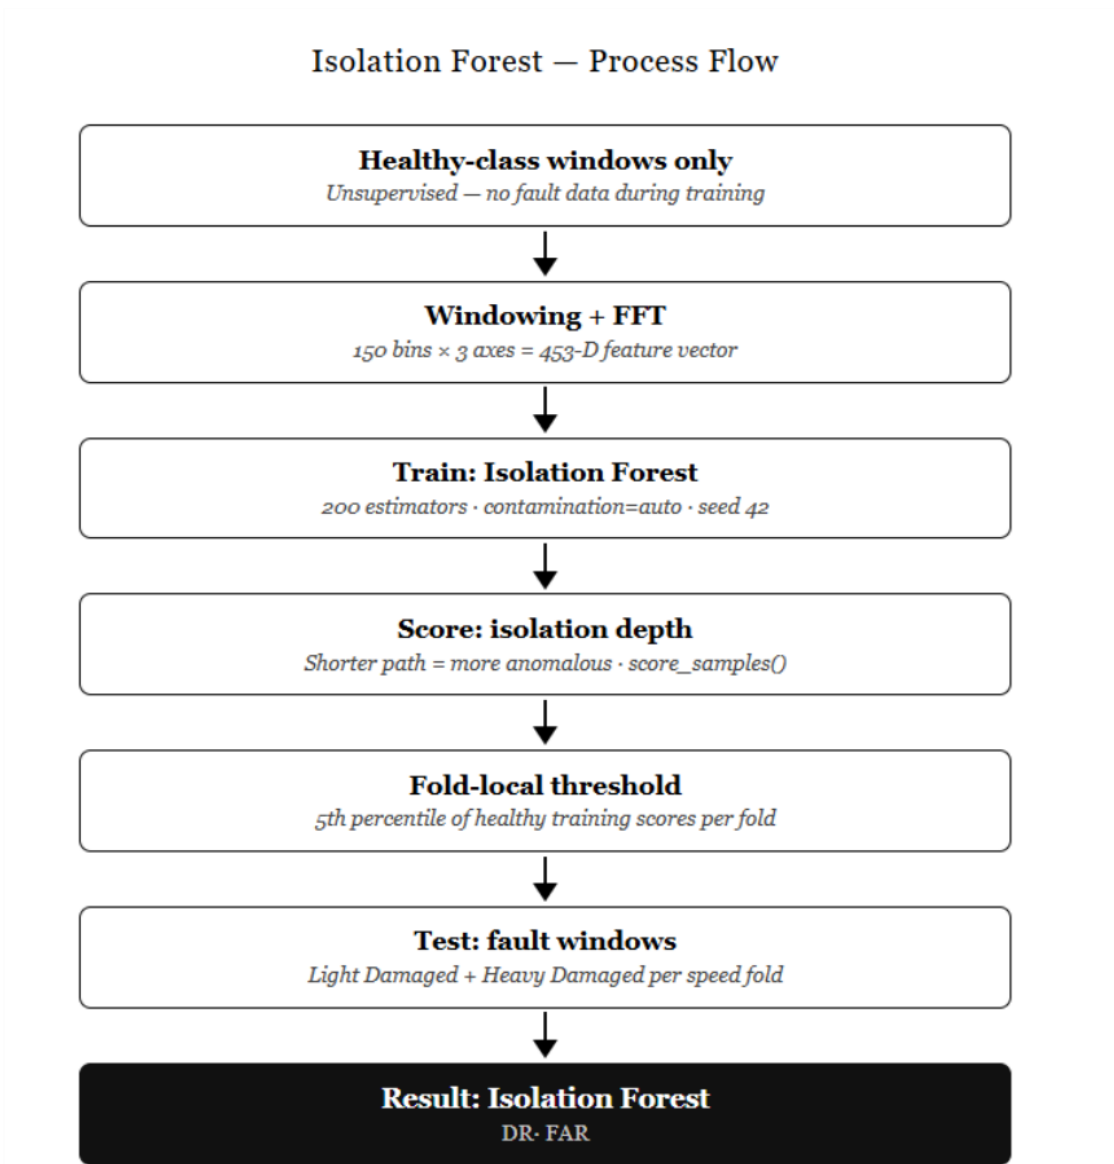 Isolation Forest — Process Flow
Healthy-class windows only
Unsupervised — no fault data during training
Windowing + FFT
150 bins × 3 axes = 453-D feature vector
Train: Isolation Forest
200 estimators · contamination=auto · seed 42
Score: isolation depth
Shorter path = more anomalous · score_samples()
Fold-local threshold
5th percentile of healthy training scores per fold
Test: fault windows
Light Damaged + Heavy Damaged per speed fold
Result: Isolation Forest
DR· FAR